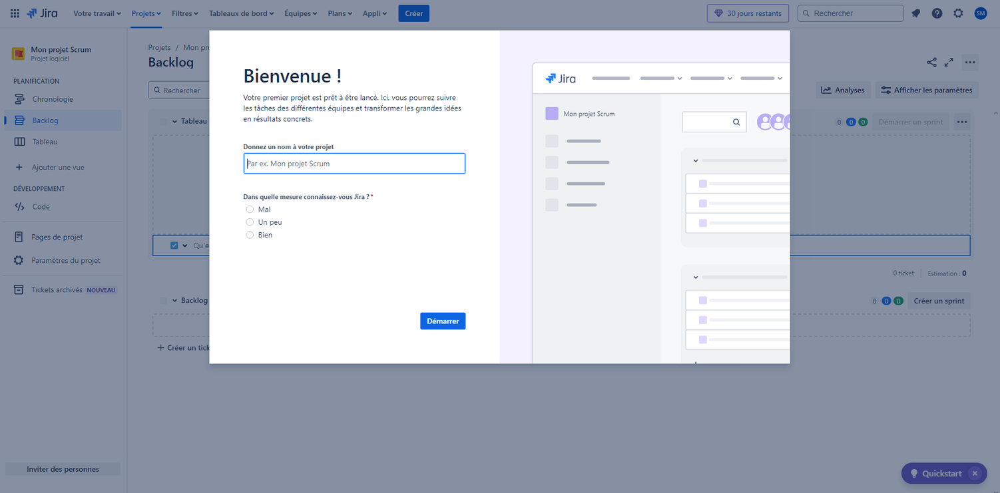 Jira
Votre travail
Projets
Filtres
Tableaux de bord
Équipes
Plans
Appli
Créer
30 jours restants
Rechercher
SM
Mon projet Scrum
Projet logiciel
PLANIFICATION
Chronologie
Backlog
Tableau
Ajouter une vue
DÉVELOPPEMENT
Code
Pages de projet
Paramètres du projet
Tickets archivés NOUVEAU
Inviter des personnes
Projets / Mon pr
Backlog
Rechercher
Analyses
Afficher les paramètres
Tableau
0 0 0 Démarrer un sprint
Qu'e
0 ticket Estimation : 0
Backlog
0 0 0 Créer un sprint
+ Créer un tick
Bienvenue !
Votre premier projet est prêt à être lancé. Ici, vous pourrez suivre
les tâches des différentes équipes et transformer les grandes idées
en résultats concrets.
Donnez un nom à votre projet
Par ex. Mon projet Scrum
Dans quelle mesure connaissez-vous Jira ? *
Mal
Un peu
Bien
Démarrer
Jira
Mon projet Scrum
Quickstart